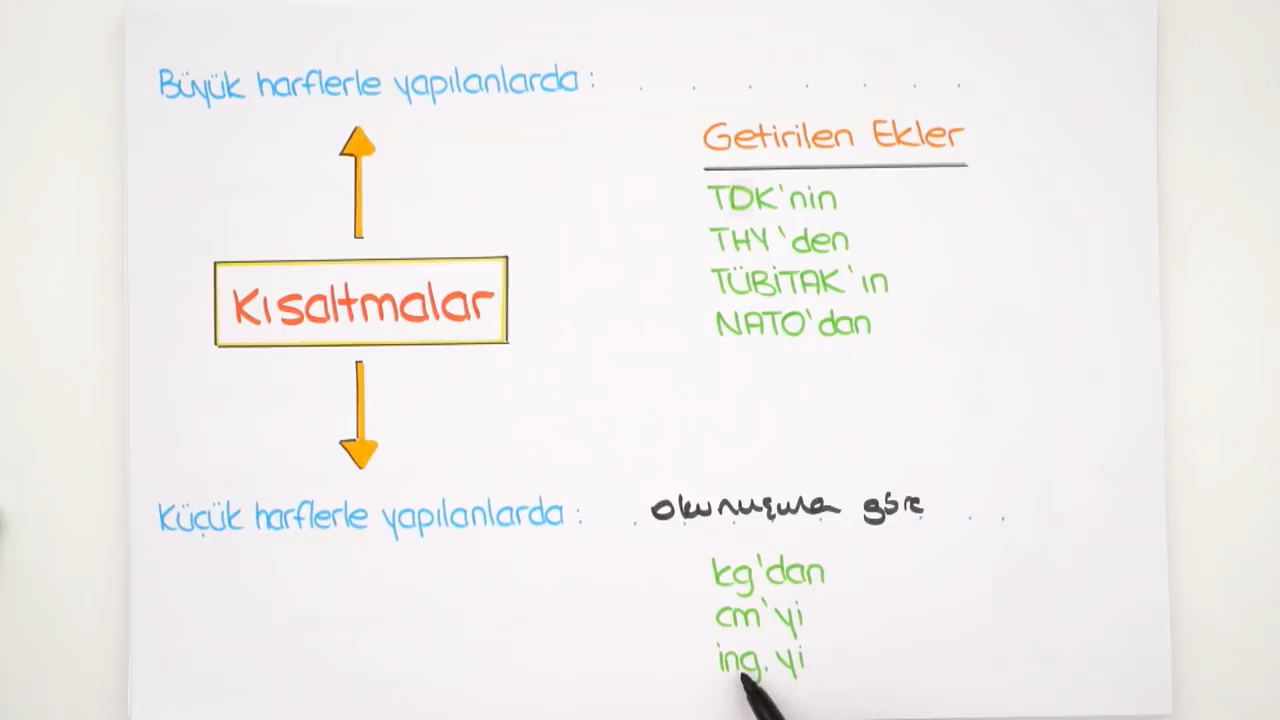 Büyük harflerle yapılanlarda : . . . . . . .
Getirilen Ekler
TDK'nin
THY'den
TÜBİTAK'ın
NATO'dan
Kısaltmalar
Küçük harflerle yapılanlarda : . okunuşuna göre . .
kg'dan
cm'yi
ing. yi